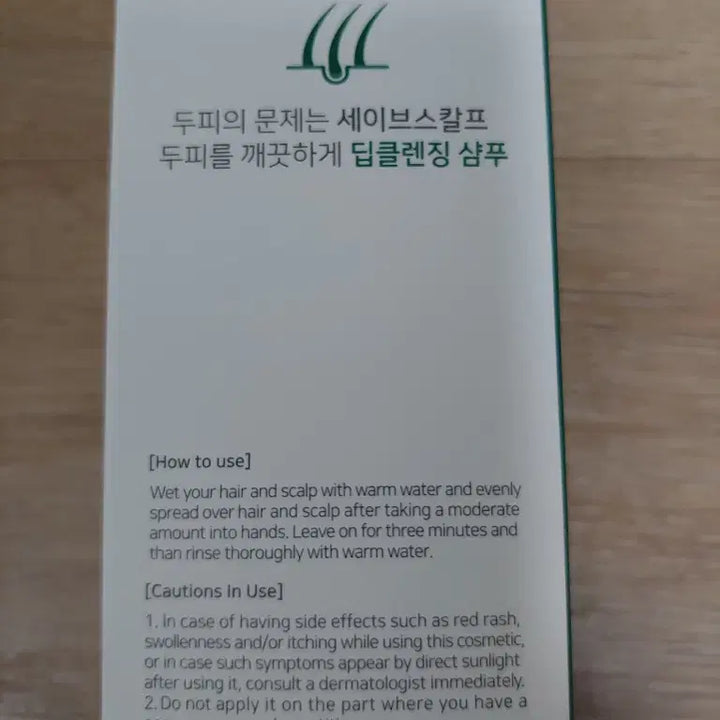 두피의 문제는 세이브스칼프
두피를 깨끗하게 딥클렌징 샴푸
[How to use]
Wet your hair and scalp with warm water and evenly
spread over hair and scalp after taking a moderate
amount into hands. Leave on for three minutes and
than rinse thoroughly with warm water.
[Cautions In Use]
1. In case of having side effects such as red rash,
swollenness and/or itching while using this cosmetic,
or in case such symptoms appear by direct sunlight
after using it, consult a dermatologist immediately.
2. Do not apply it on the part where you have a